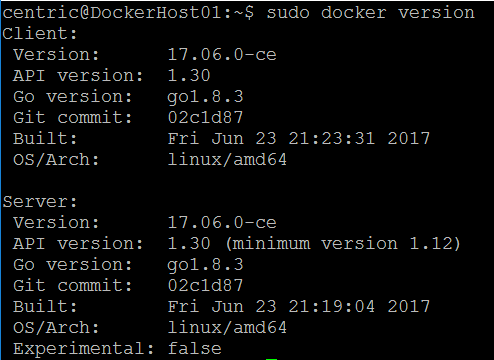 centric@DockerHost01:~$ sudo docker version
Client:
 Version:      17.06.0-ce
 API version:  1.30
 Go version:   go1.8.3
 Git commit:   02c1d87
 Built:        Fri Jun 23 21:23:31 2017
 OS/Arch:      linux/amd64

Server:
 Version:      17.06.0-ce
 API version:  1.30 (minimum version 1.12)
 Go version:   go1.8.3
 Git commit:   02c1d87
 Built:        Fri Jun 23 21:19:04 2017
 OS/Arch:      linux/amd64
 Experimental: false